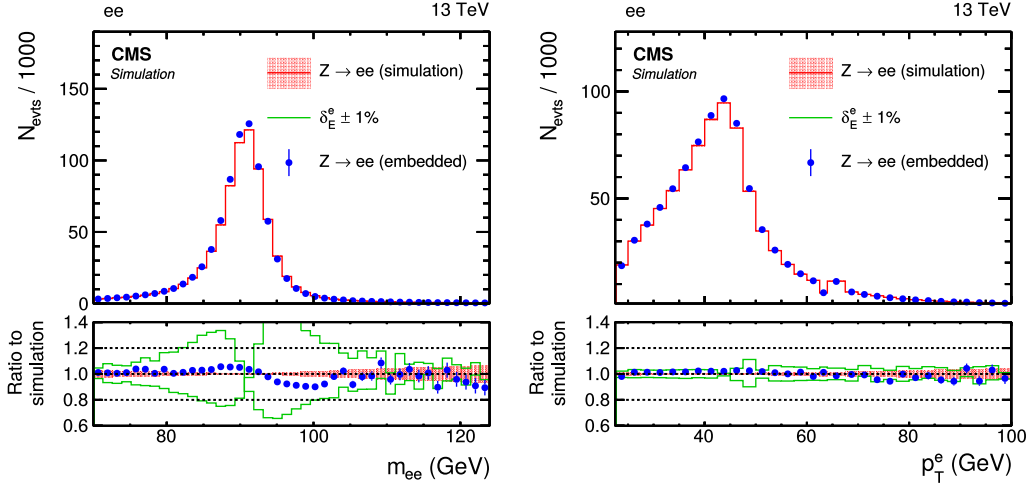 ee 13 TeV
N_evts / 1000
CMS
Simulation
Z → ee (simulation)
δ_E^e ± 1%
Z → ee (embedded)
150
100
50
0
Ratio to
simulation
1.4
1.2
1.0
0.8
0.6
80 100 120
m_ee (GeV)
ee 13 TeV
N_evts / 1000
CMS
Simulation
Z → ee (simulation)
δ_E^e ± 1%
Z → ee (embedded)
100
50
Ratio to
simulation
1.4
1.2
1.0
0.8
0.6
40 60 80 100
p_T^e (GeV)